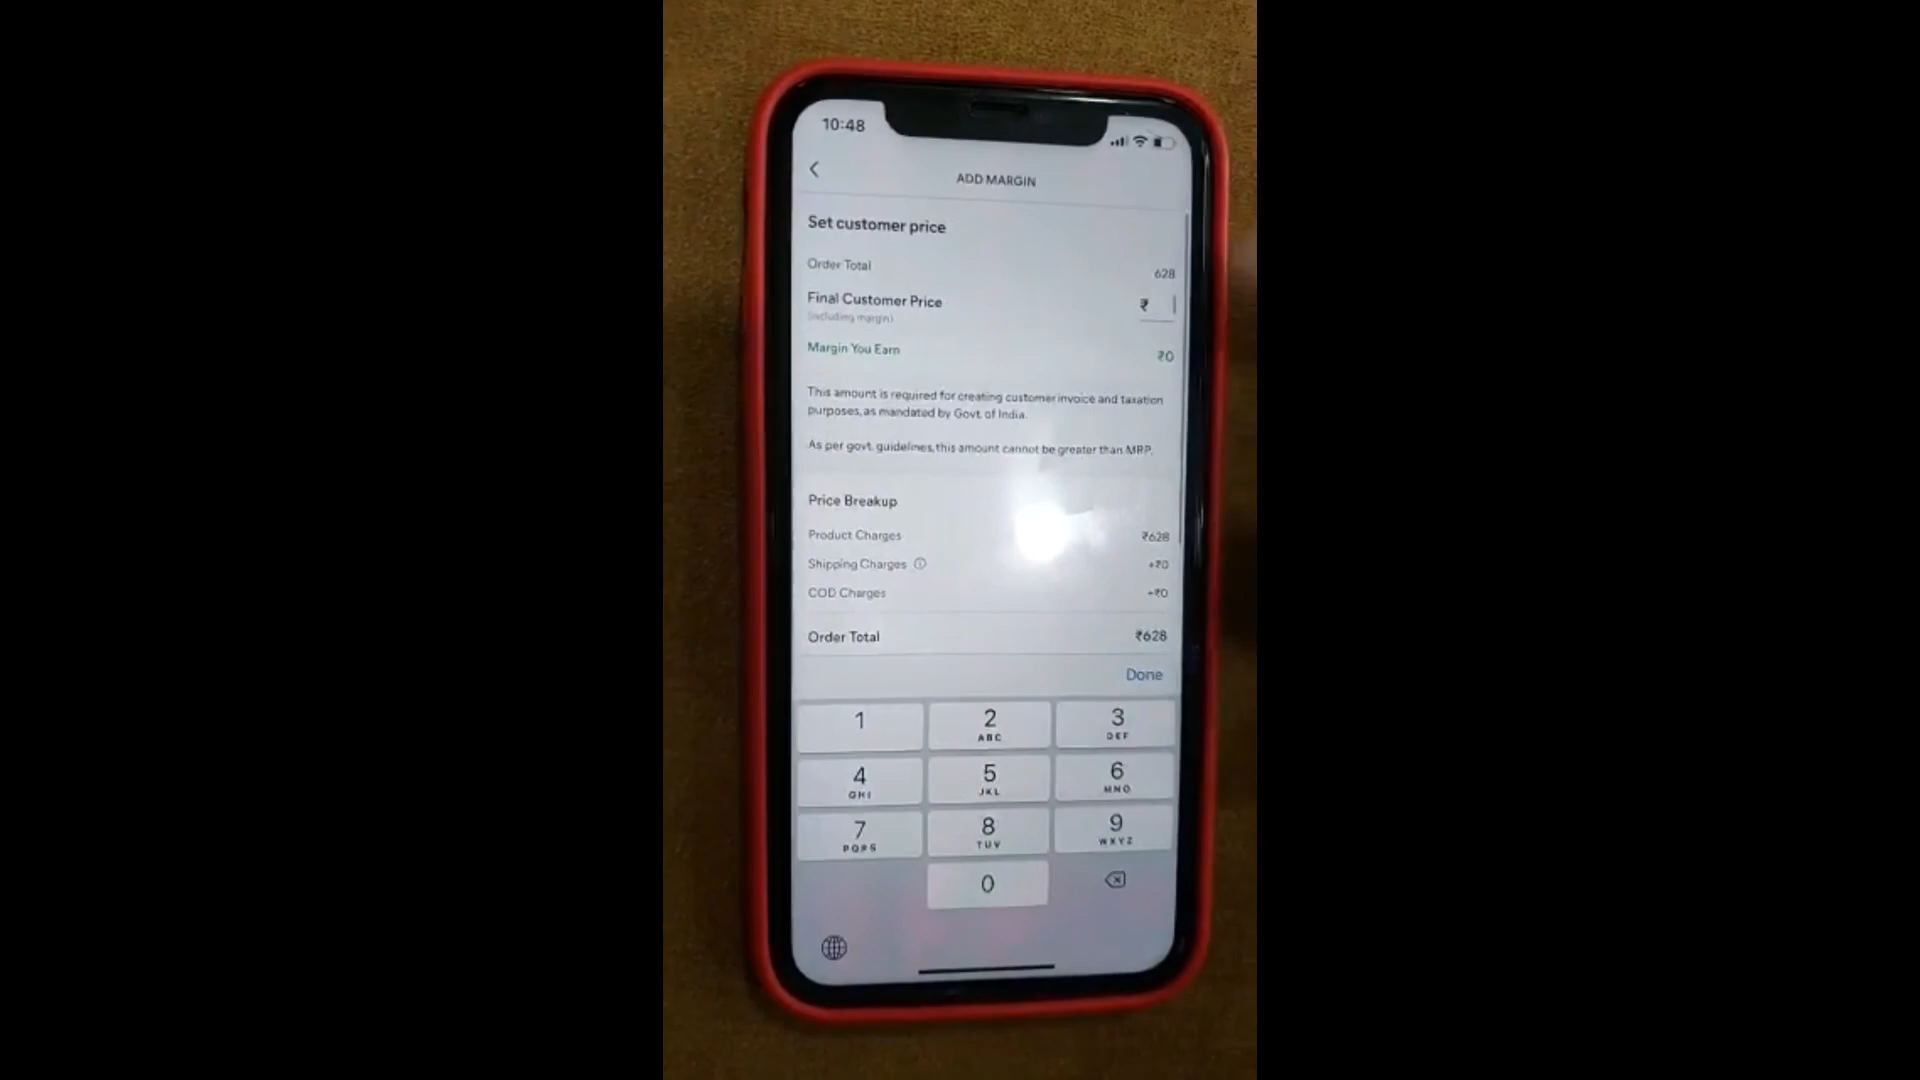 10:48
ADD MARGIN
Set customer price
Order Total 628
Final Customer Price ₹
(including margin)
Margin You Earn ₹0
This amount is required for creating customer invoice and taxation
purposes, as mandated by Govt. of India.
As per govt. guidelines, this amount cannot be greater than MRP.
Price Breakup
Product Charges ₹628
Shipping Charges +₹0
COD Charges +₹0
Order Total ₹628
Done
1 2 3
ABC DEF
4 5 6
GHI JKL MNO
7 8 9
PQRS TUV WXYZ
0